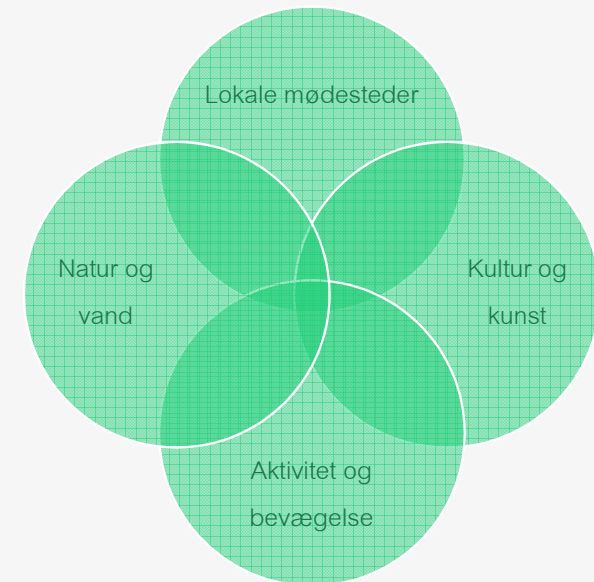 Lokale mødesteder
Natur og
vand
Kultur og
kunst
Aktivitet og
bevægelse